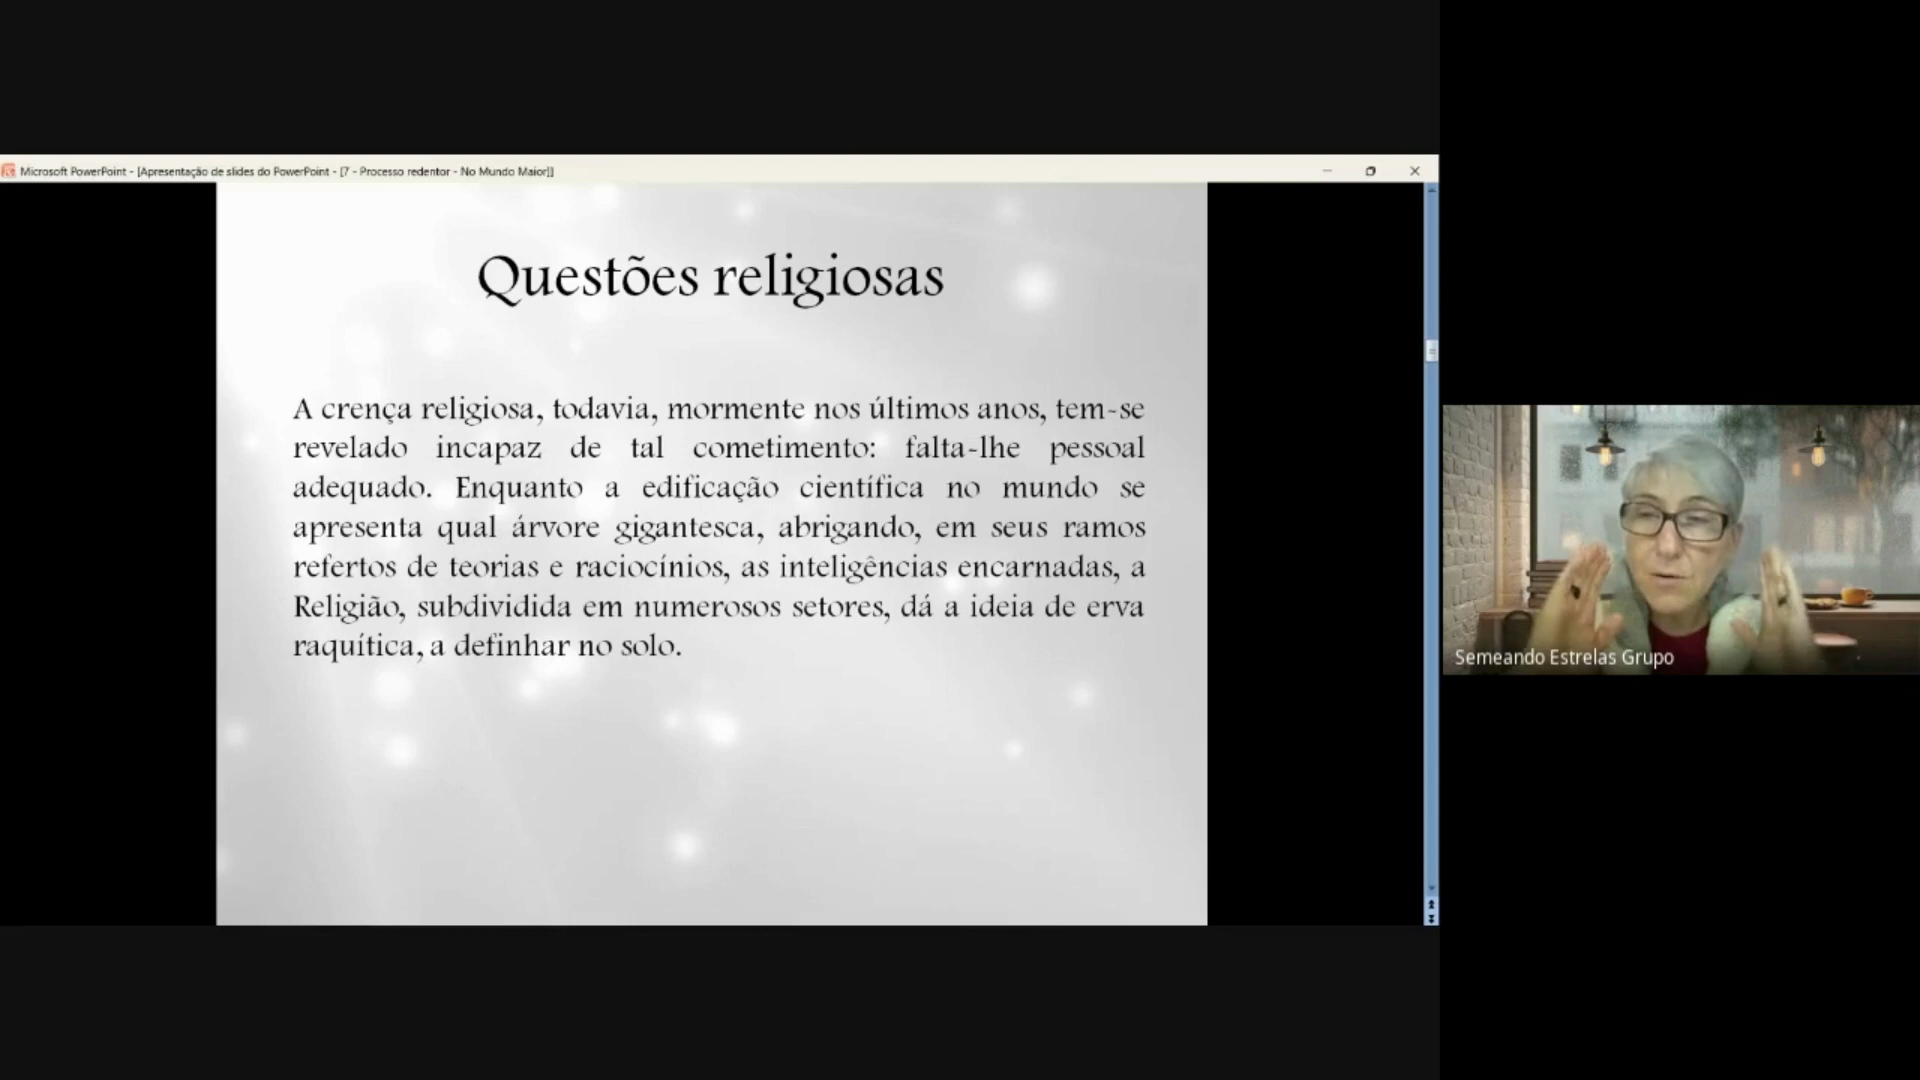 Microsoft PowerPoint - [Apresentação de slides do PowerPoint - [7 - Processo redentor - No Mundo Maior]]
Questões religiosas
A crença religiosa, todavia, mormente nos últimos anos, tem-se
revelado incapaz de tal cometimento: falta-lhe pessoal
adequado. Enquanto a edificação científica no mundo se
apresenta qual árvore gigantesca, abrigando, em seus ramos
refertos de teorias e raciocínios, as inteligências encarnadas, a
Religião, subdividida em numerosos setores, dá a ideia de erva
raquítica, a definhar no solo.
Semeando Estrelas Grupo